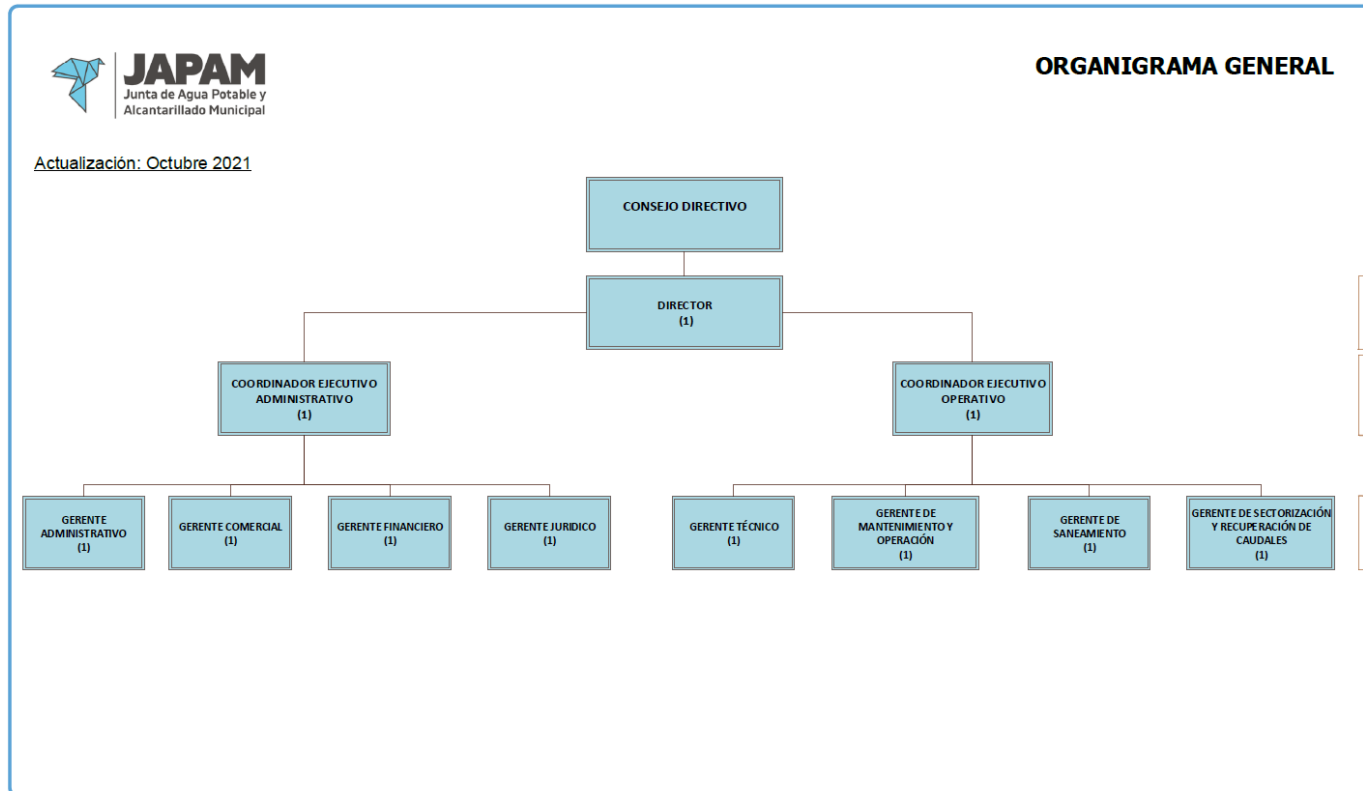 JAPAM
Junta de Agua Potable y
Alcantarillado Municipal
ORGANIGRAMA GENERAL
Actualización: Octubre 2021
CONSEJO DIRECTIVO
DIRECTOR
(1)
COORDINADOR EJECUTIVO
ADMINISTRATIVO
(1)
COORDINADOR EJECUTIVO
OPERATIVO
(1)
GERENTE
ADMINISTRATIVO
(1)
GERENTE COMERCIAL
(1)
GERENTE FINANCIERO
(1)
GERENTE JURIDICO
(1)
GERENTE TÉCNICO
(1)
GERENTE DE
MANTENIMIENTO Y
OPERACIÓN
(1)
GERENTE DE
SANEAMIENTO
(1)
GERENTE DE SECTORIZACIÓN
Y RECUPERACIÓN DE
CAUDALES
(1)